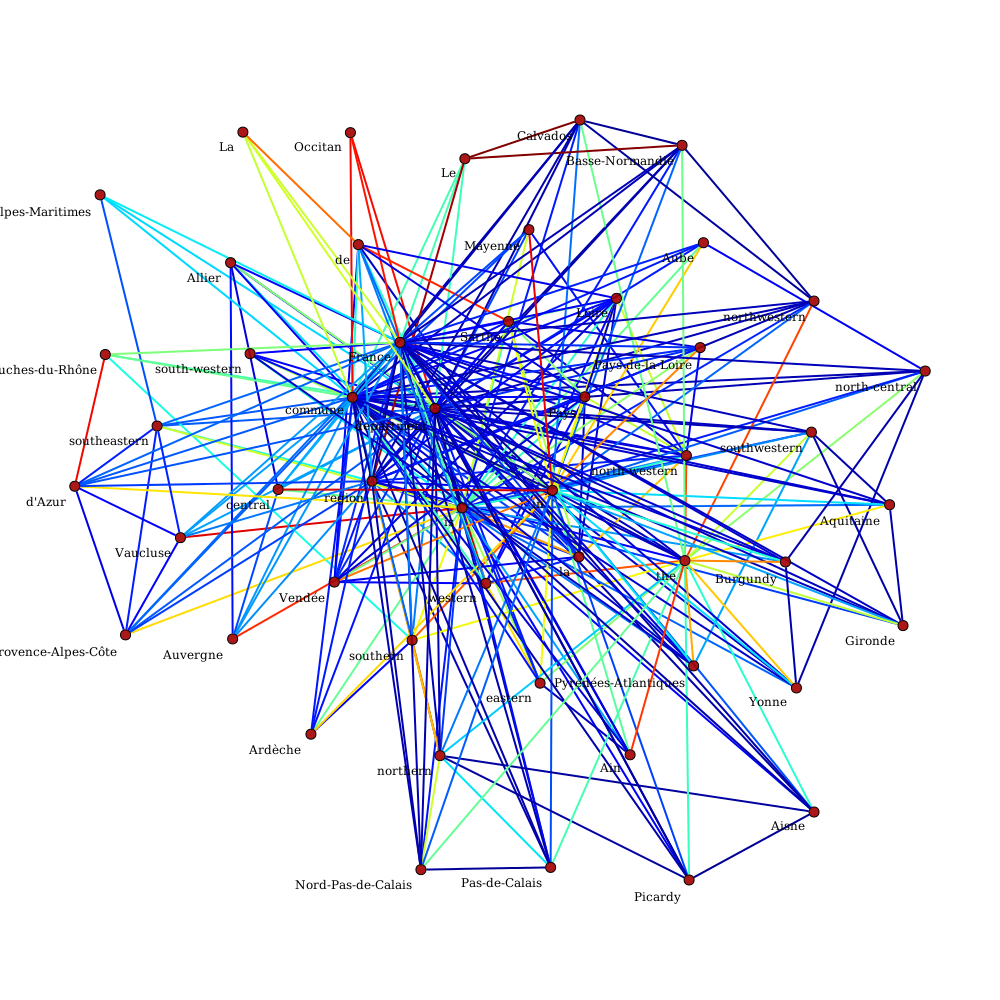 Calvados
La
Occitan
Basse-Normandie
Le
lpes-Maritimes
Mayenne
de
Aube
Allier
Loire
northwestern
Sarthe
France
Pays-de-la-Loire
uches-du-Rhône
south-western
north-central
commune
Pays
department
southeastern
southwestern
north-western
d'Azur
region
central
in
Aquitaine
Vaucluse
la
the
Burgundy
Vendée
western
Gironde
rovence-Alpes-Côte
Auvergne
southern
Pyrénées-Atlantiques
eastern
Yonne
Ardèche
northern
Ain
Aisne
Nord-Pas-de-Calais
Pas-de-Calais
Picardy